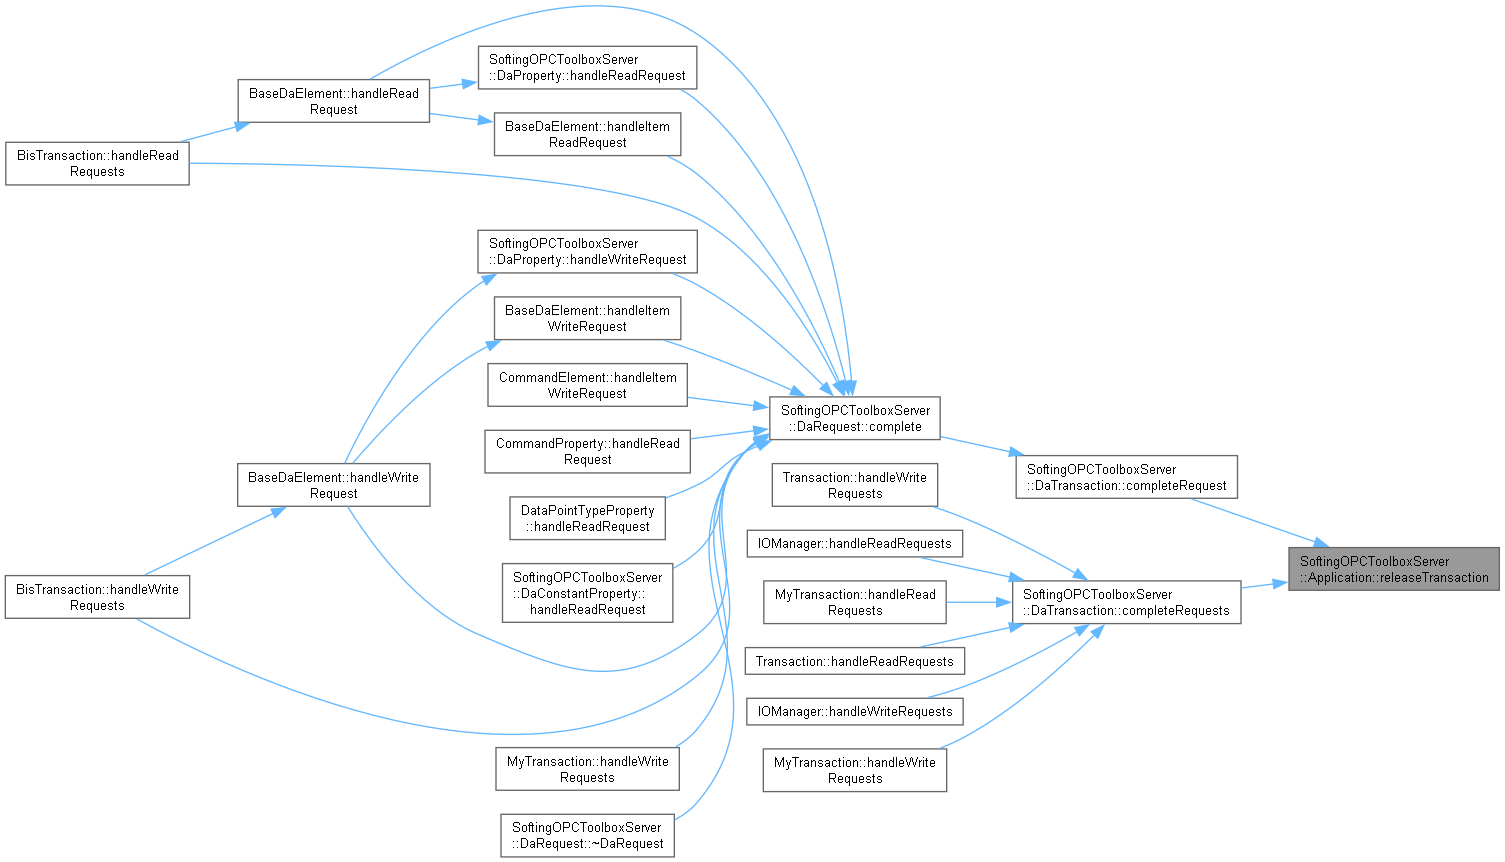 SoftingOPCToolboxServer
::DaProperty::handleReadRequest
BaseDaElement::handleRead
Request
BaseDaElement::handleItem
ReadRequest
BisTransaction::handleRead
Requests
SoftingOPCToolboxServer
::DaProperty::handleWriteRequest
BaseDaElement::handleItem
WriteRequest
CommandElement::handleItem
WriteRequest
SoftingOPCToolboxServer
::DaRequest::complete
CommandProperty::handleRead
Request
BaseDaElement::handleWrite
Request
Transaction::handleWrite
Requests
SoftingOPCToolboxServer
::DaTransaction::completeRequest
DataPointTypeProperty
::handleReadRequest
IOManager::handleReadRequests
SoftingOPCToolboxServer
::Application::releaseTransaction
BisTransaction::handleWrite
Requests
SoftingOPCToolboxServer
::DaConstantProperty::
handleReadRequest
MyTransaction::handleRead
Requests
SoftingOPCToolboxServer
::DaTransaction::completeRequests
Transaction::handleReadRequests
IOManager::handleWriteRequests
MyTransaction::handleWrite
Requests
MyTransaction::handleWrite
Requests
SoftingOPCToolboxServer
::DaRequest::~DaRequest